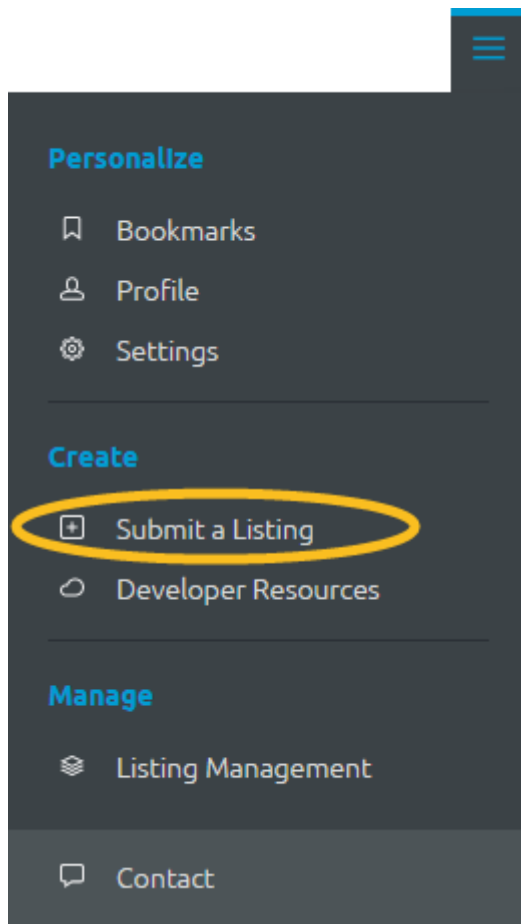 Personalize
Bookmarks
Profile
Settings
Create
Submit a Listing
Developer Resources
Manage
Listing Management
Contact